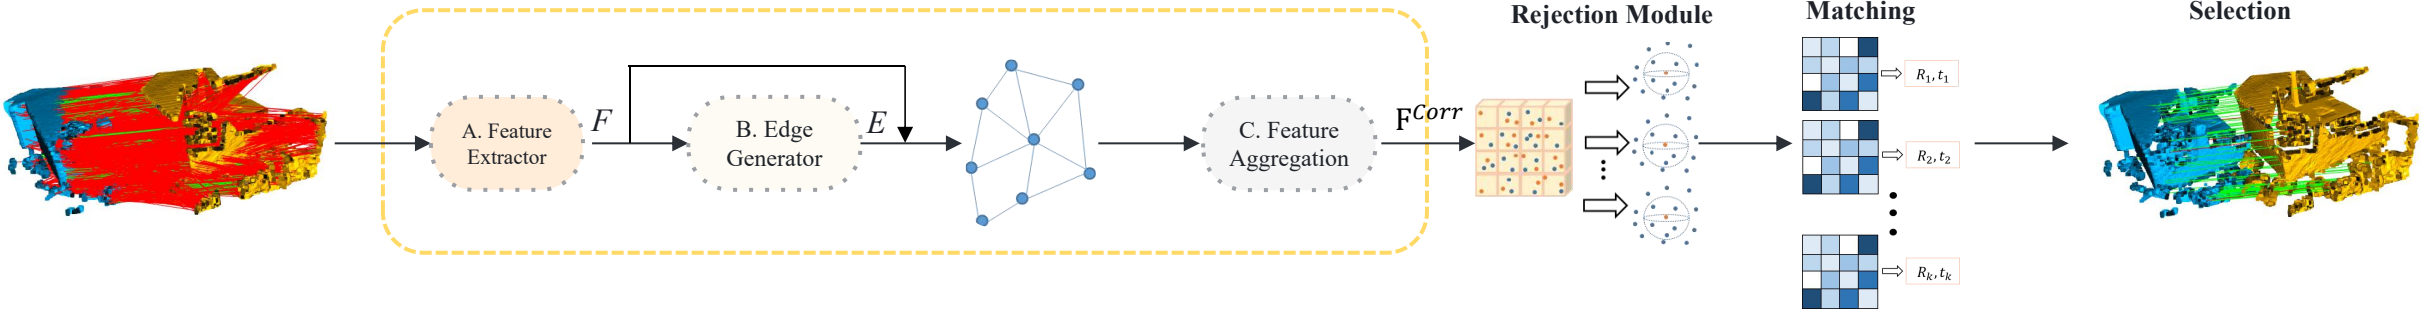 A. Feature
Extractor
F
B. Edge
Generator
E
C. Feature
Aggregation
F^Corr
Rejection Module
Matching
R₁, t₁
R₂, t₂
Rₖ, tₖ
Selection